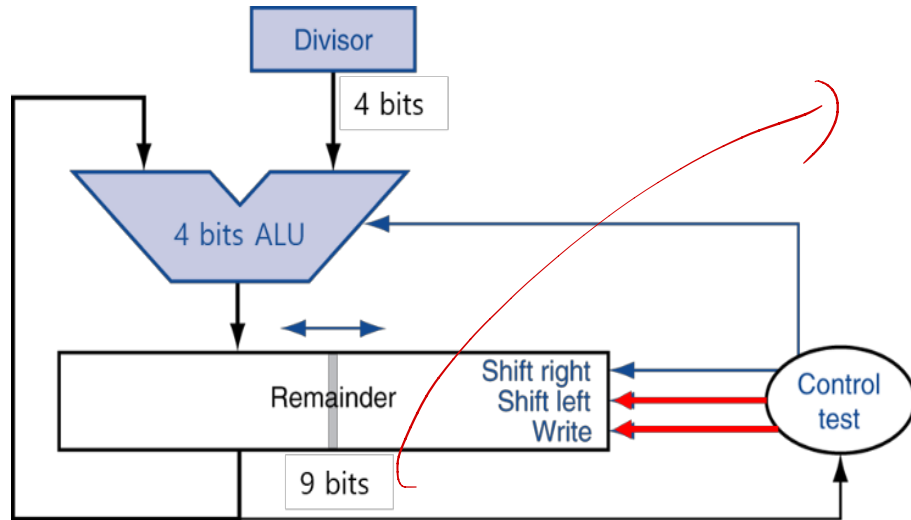 Divisor
4 bits
4 bits ALU
Remainder
Shift right
Shift left
Write
Control
test
9 bits